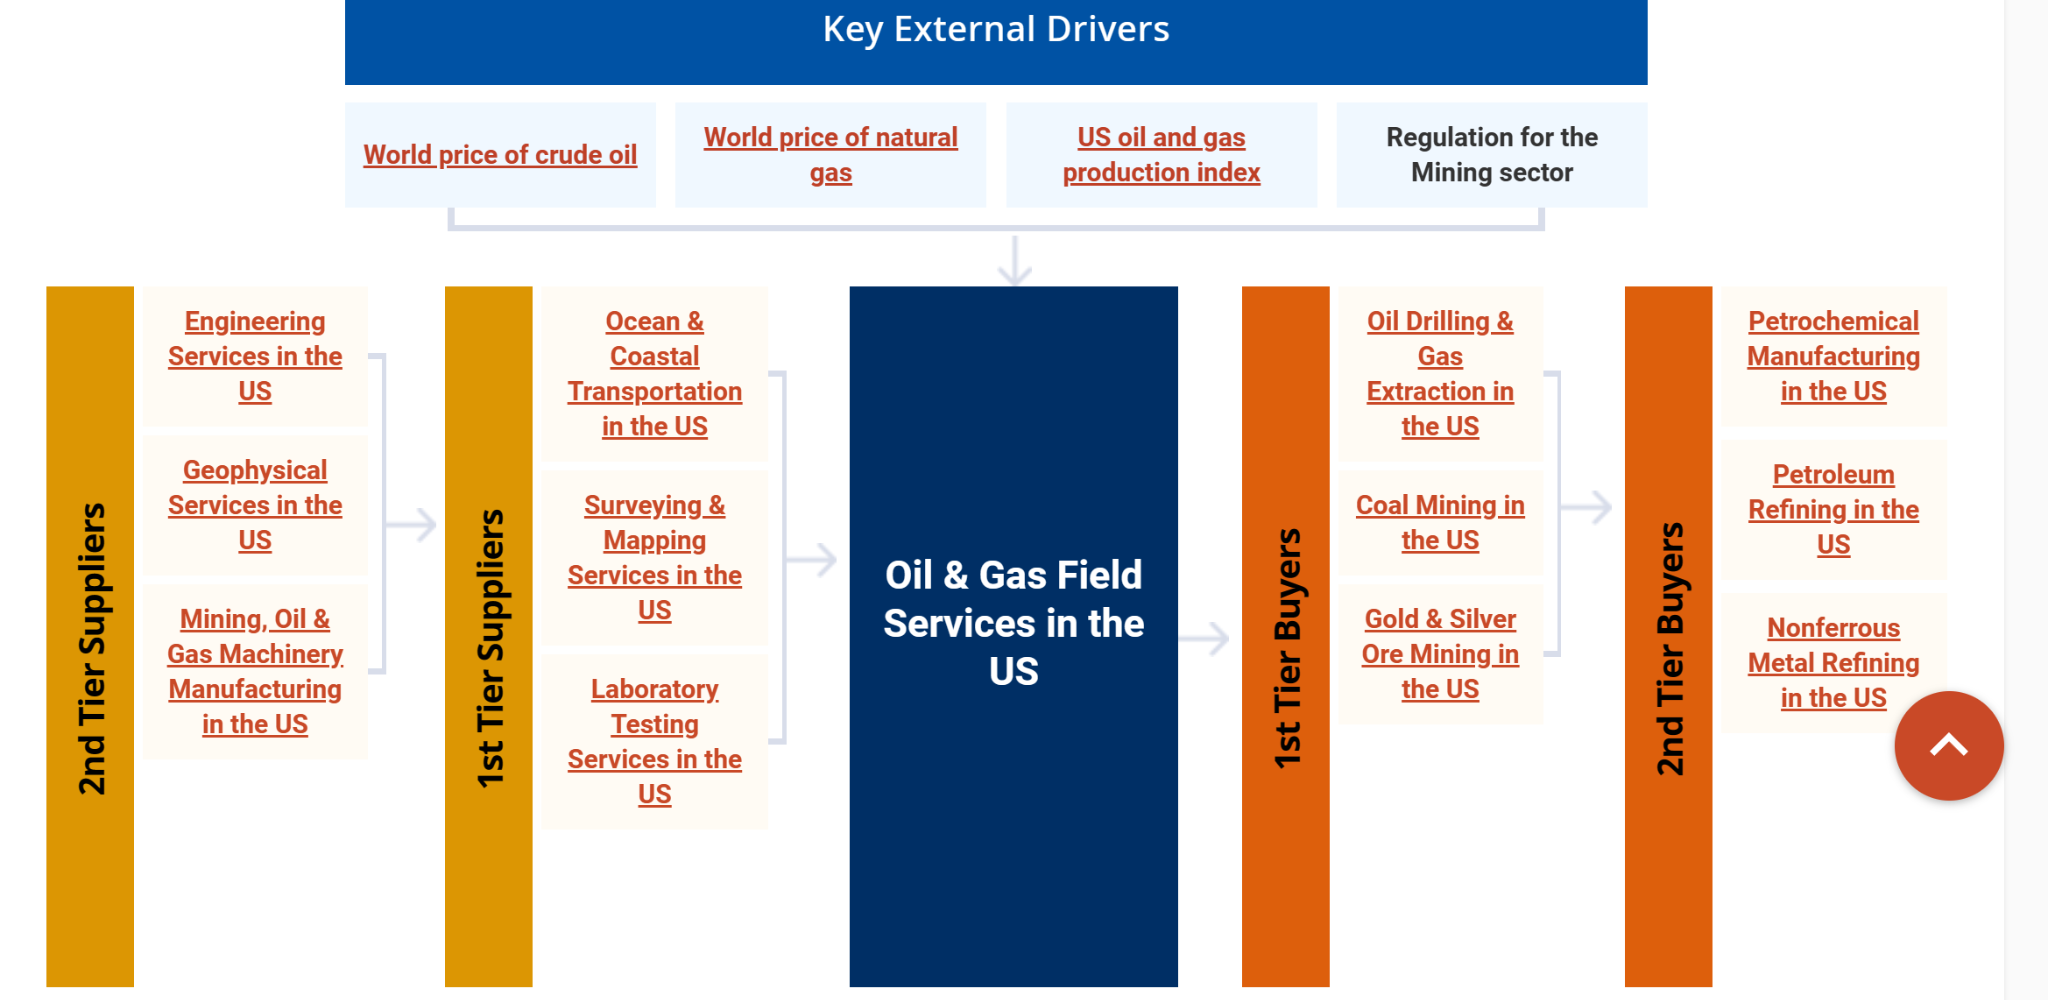 Key External Drivers
World price of crude oil
World price of natural
gas
US oil and gas
production index
Regulation for the
Mining sector
2nd Tier Suppliers
Engineering
Services in the
US
Geophysical
Services in the
US
Mining, Oil &
Gas Machinery
Manufacturing
in the US
1st Tier Suppliers
Ocean &
Coastal
Transportation
in the US
Surveying &
Mapping
Services in the
US
Laboratory
Testing
Services in the
US
Oil & Gas Field
Services in the
US
1st Tier Buyers
Oil Drilling &
Gas
Extraction in
the US
Coal Mining in
the US
Gold & Silver
Ore Mining in
the US
2nd Tier Buyers
Petrochemical
Manufacturing
in the US
Petroleum
Refining in the
US
Nonferrous
Metal Refining
in the US